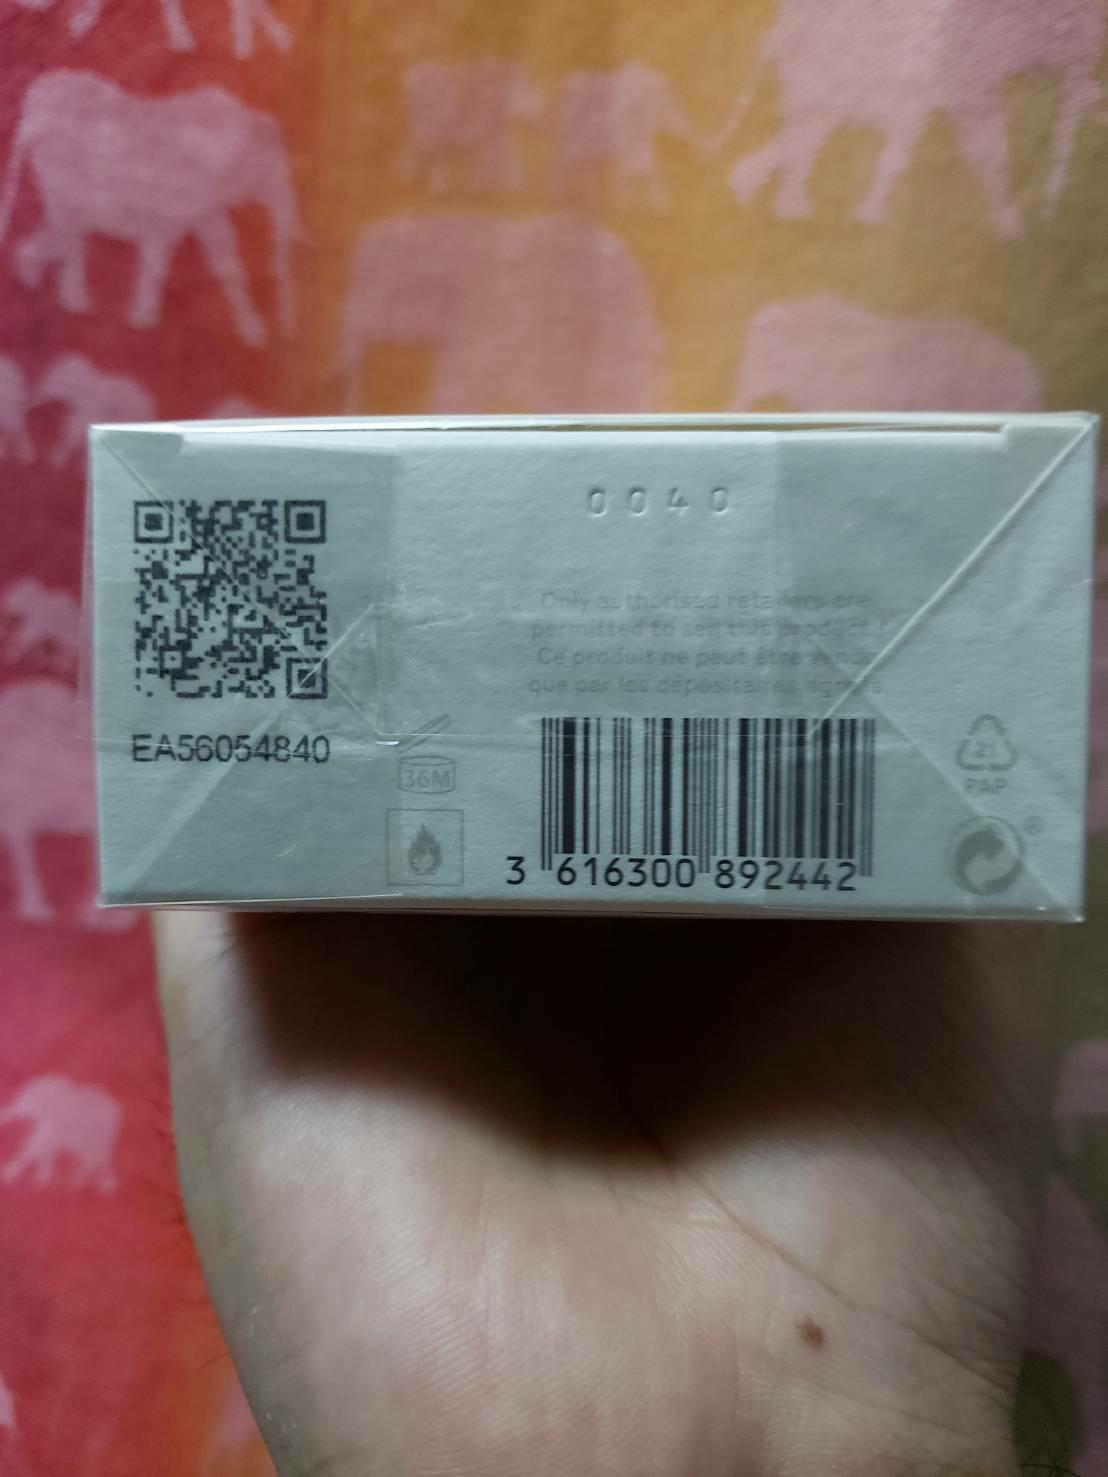 0040
Only authorised retailers are
permitted to sell this product.
Ce produit ne peut être vendu
que par les dépositaires agréés.
EA56054840
36M
21
PAP
®
3 616300 892442